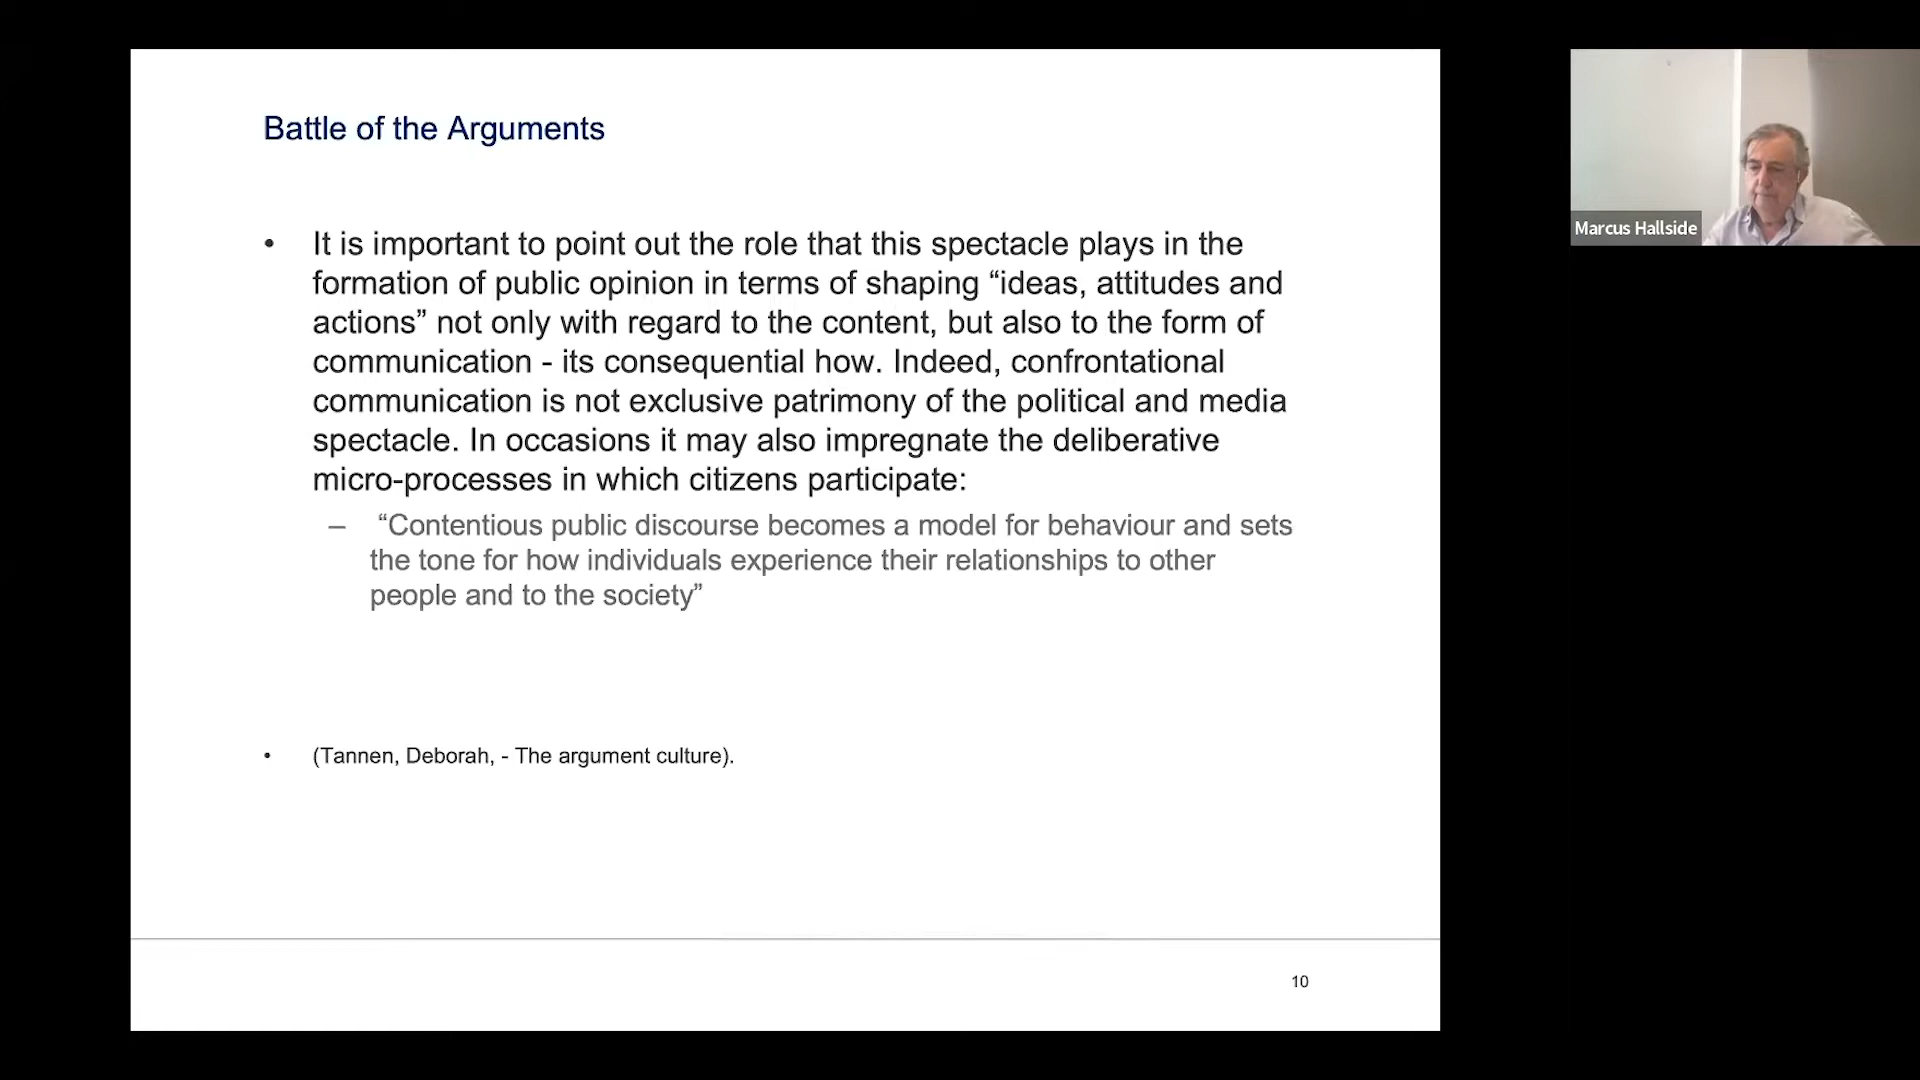 Battle of the Arguments
• It is important to point out the role that this spectacle plays in the
formation of public opinion in terms of shaping “ideas, attitudes and
actions” not only with regard to the content, but also to the form of
communication - its consequential how. Indeed, confrontational
communication is not exclusive patrimony of the political and media
spectacle. In occasions it may also impregnate the deliberative
micro-processes in which citizens participate:
– “Contentious public discourse becomes a model for behaviour and sets
the tone for how individuals experience their relationships to other
people and to the society”
• (Tannen, Deborah, - The argument culture).
10
Marcus Hallside